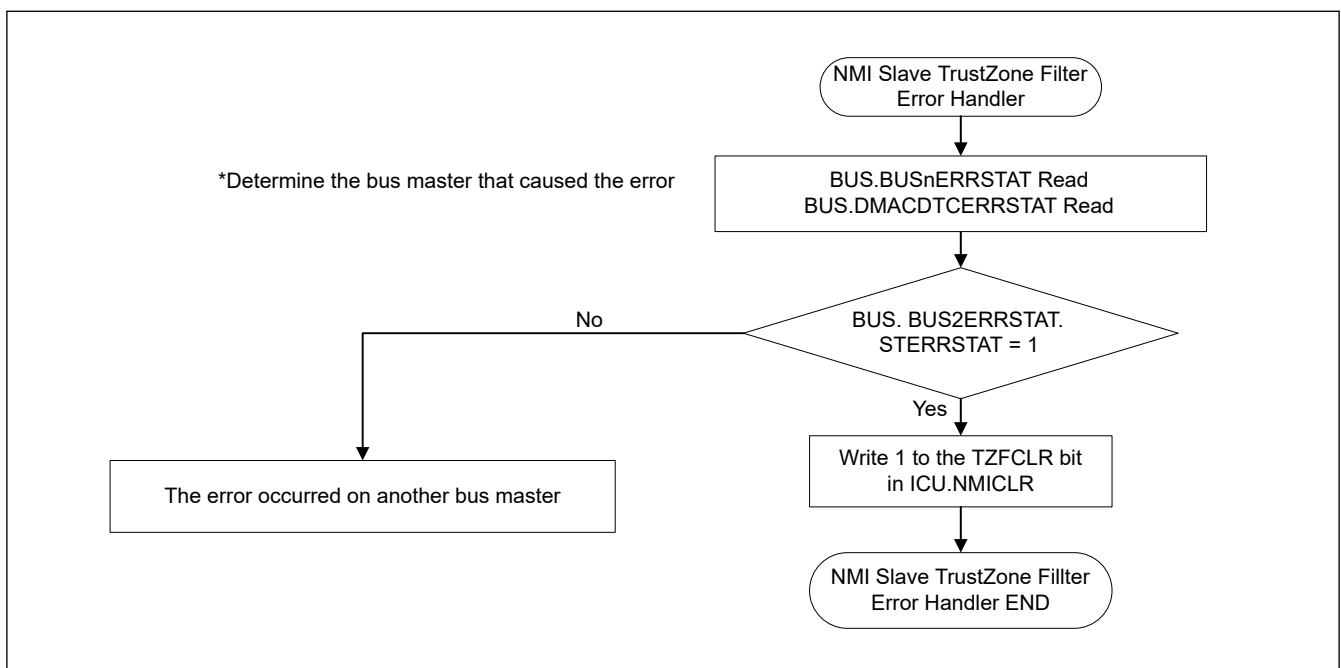 NMI Slave TrustZone Filter
Error Handler
*Determine the bus master that caused the error
BUS.BUSnERRSTAT Read
BUS.DMACDTCERRSTAT Read
No
BUS. BUS2ERRSTAT.
STERRSTAT = 1
Yes
The error occurred on another bus master
Write 1 to the TZFCLR bit
in ICU.NMICLR
NMI Slave TrustZone Fillter
Error Handler END